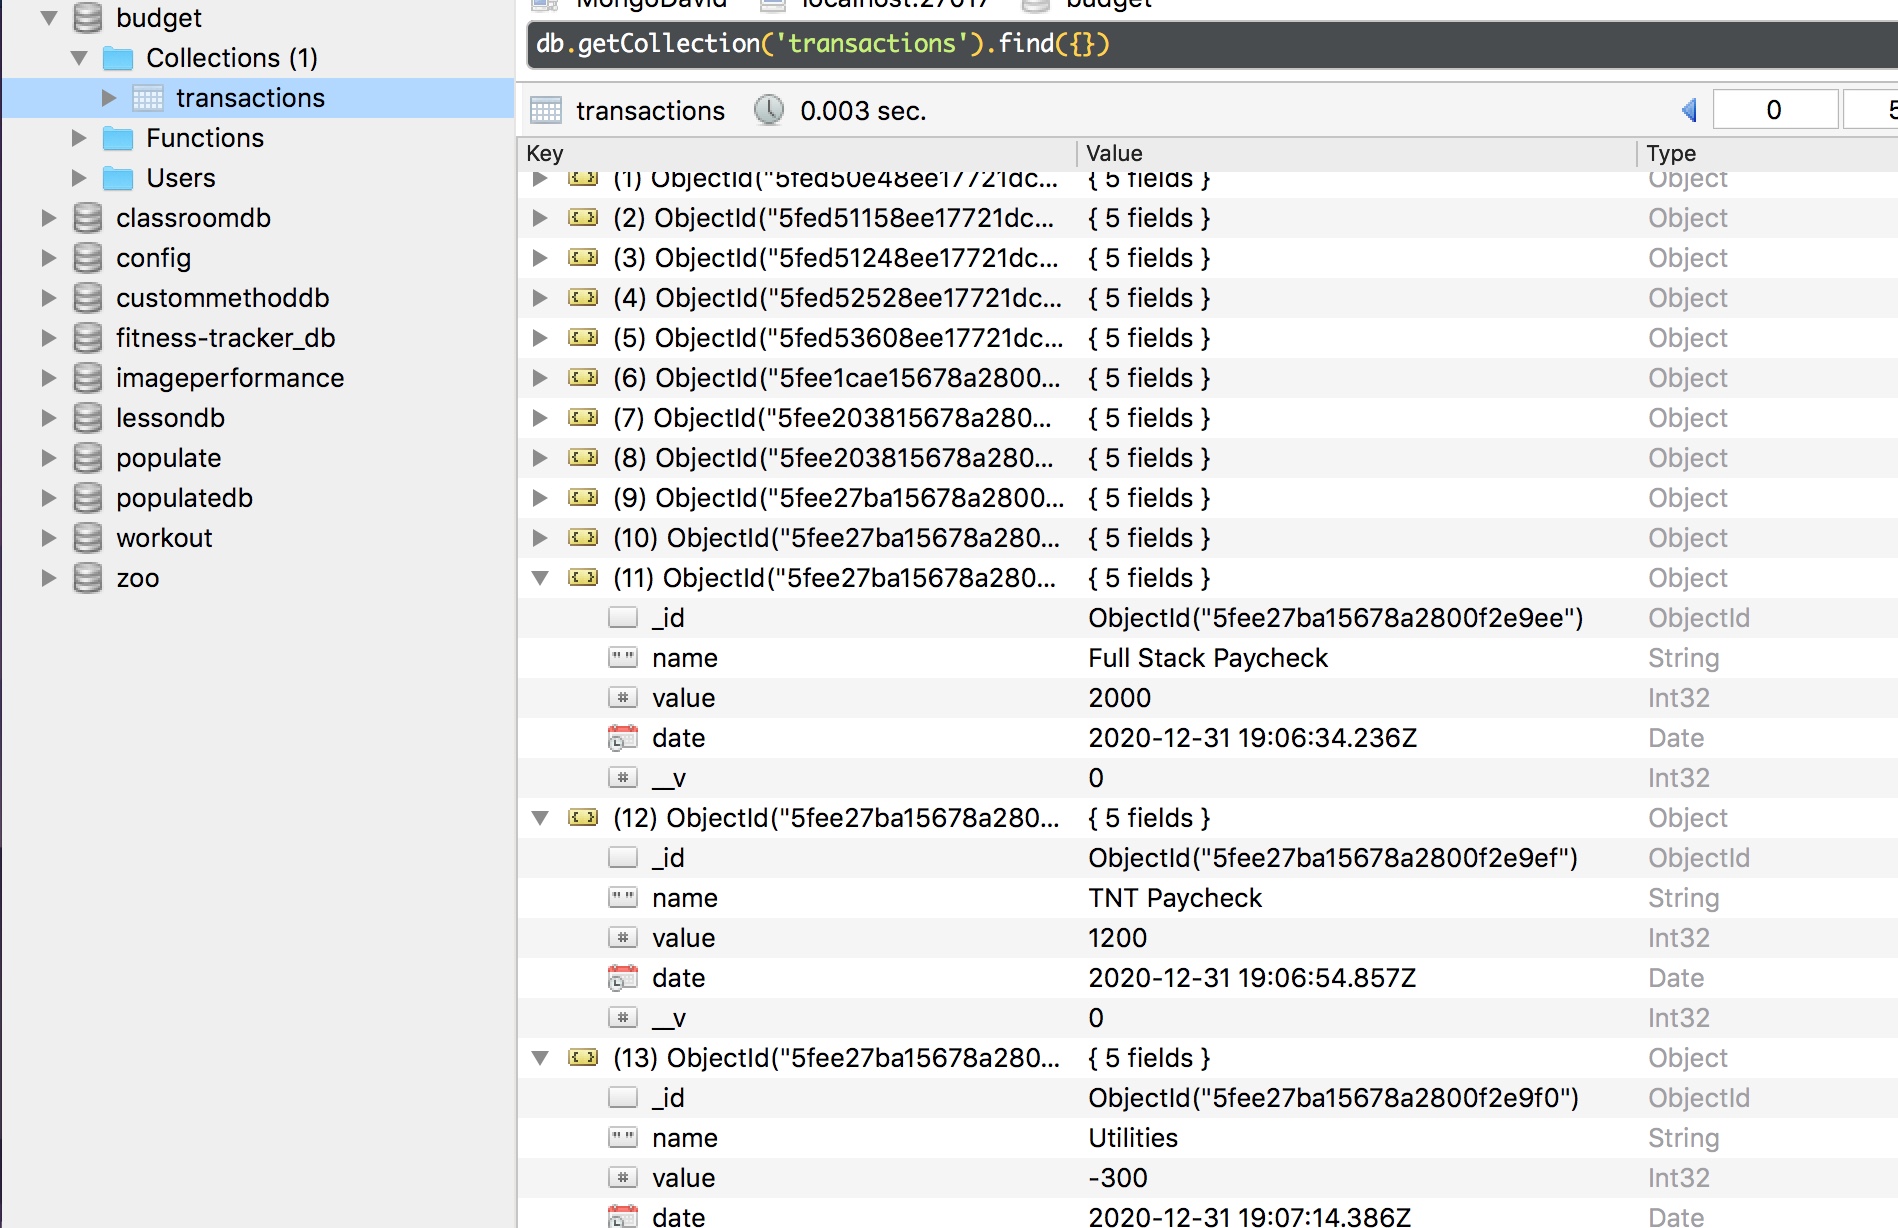 budget
Collections (1)
transactions
Functions
Users
classroomdb
config
custommethoddb
fitness-tracker_db
imageperformance
lessondb
populate
populatedb
workout
zoo
MongoDavid localhost:27017 budget
db.getCollection('transactions').find({})
transactions 0.003 sec. 0 5
Key Value Type
(1) ObjectId("5fed50e48ee17721dc... { 5 fields } Object
(2) ObjectId("5fed51158ee17721dc... { 5 fields } Object
(3) ObjectId("5fed51248ee17721dc... { 5 fields } Object
(4) ObjectId("5fed52528ee17721dc... { 5 fields } Object
(5) ObjectId("5fed53608ee17721dc... { 5 fields } Object
(6) ObjectId("5fee1cae15678a2800... { 5 fields } Object
(7) ObjectId("5fee203815678a280... { 5 fields } Object
(8) ObjectId("5fee203815678a280... { 5 fields } Object
(9) ObjectId("5fee27ba15678a2800... { 5 fields } Object
(10) ObjectId("5fee27ba15678a280... { 5 fields } Object
(11) ObjectId("5fee27ba15678a280... { 5 fields } Object
_id ObjectId("5fee27ba15678a2800f2e9ee") ObjectId
name Full Stack Paycheck String
value 2000 Int32
date 2020-12-31 19:06:34.236Z Date
__v 0 Int32
(12) ObjectId("5fee27ba15678a280... { 5 fields } Object
_id ObjectId("5fee27ba15678a2800f2e9ef") ObjectId
name TNT Paycheck String
value 1200 Int32
date 2020-12-31 19:06:54.857Z Date
__v 0 Int32
(13) ObjectId("5fee27ba15678a280... { 5 fields } Object
_id ObjectId("5fee27ba15678a2800f2e9f0") ObjectId
name Utilities String
value -300 Int32
date 2020-12-31 19:07:14.386Z Date